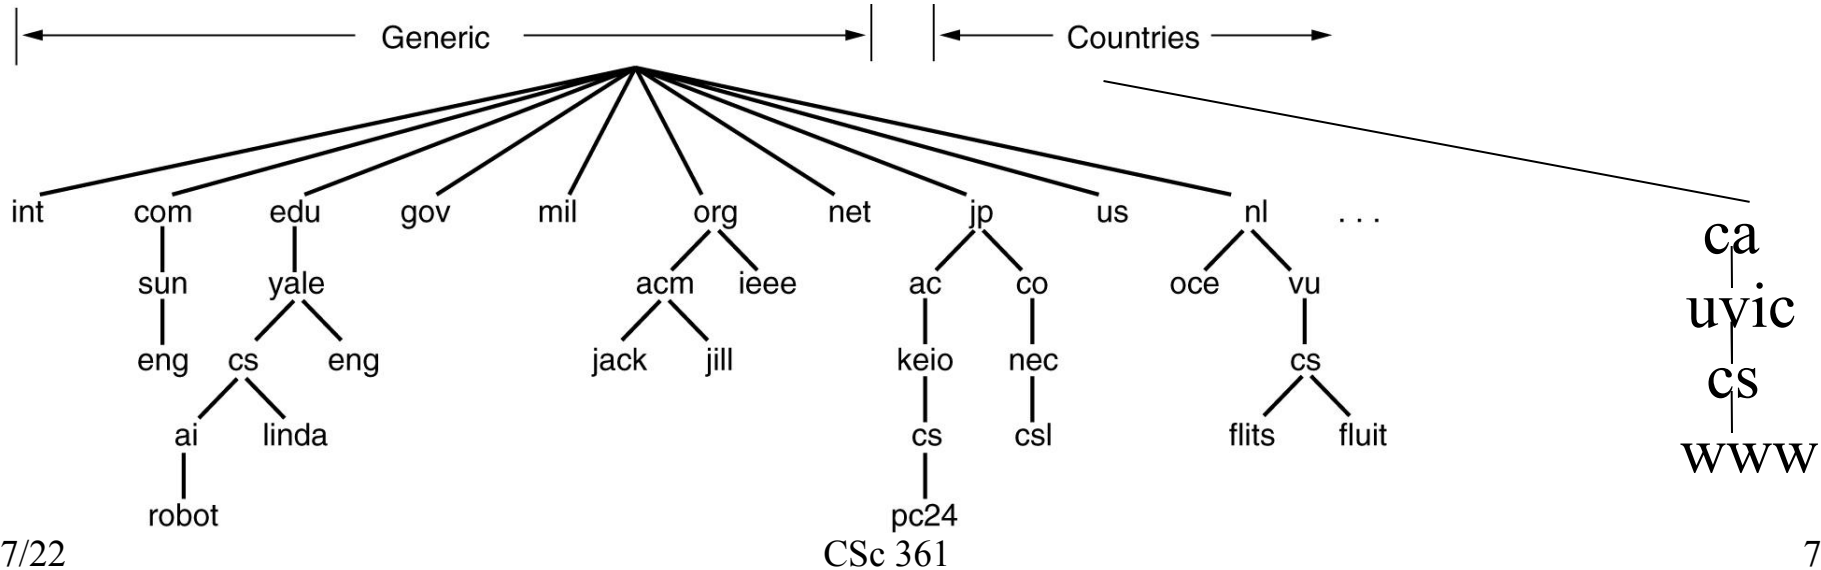 Generic Countries
int com edu gov mil org net jp us nl . . . ca
sun yale acm ieee ac co oce vu uvic
eng cs eng jack jill keio nec cs cs
ai linda cs csl flits fluit www
robot pc24
7/22 CSc 361 7